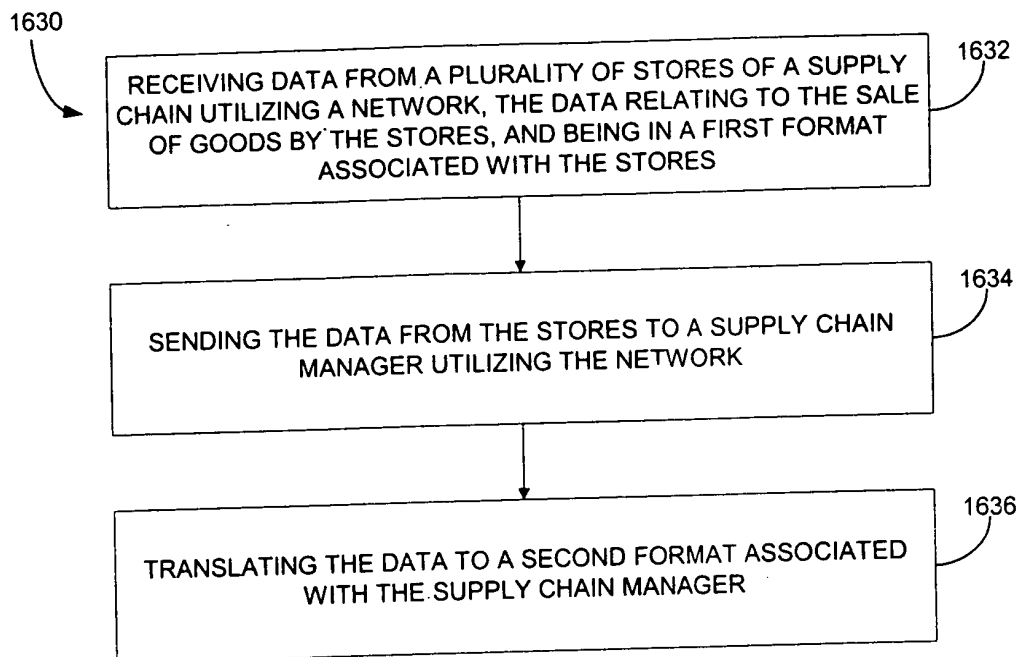 1630
1632
RECEIVING DATA FROM A PLURALITY OF STORES OF A SUPPLY
CHAIN UTILIZING A NETWORK, THE DATA RELATING TO THE SALE
OF GOODS BY THE STORES, AND BEING IN A FIRST FORMAT
ASSOCIATED WITH THE STORES
1634
SENDING THE DATA FROM THE STORES TO A SUPPLY CHAIN
MANAGER UTILIZING THE NETWORK
1636
TRANSLATING THE DATA TO A SECOND FORMAT ASSOCIATED
WITH THE SUPPLY CHAIN MANAGER